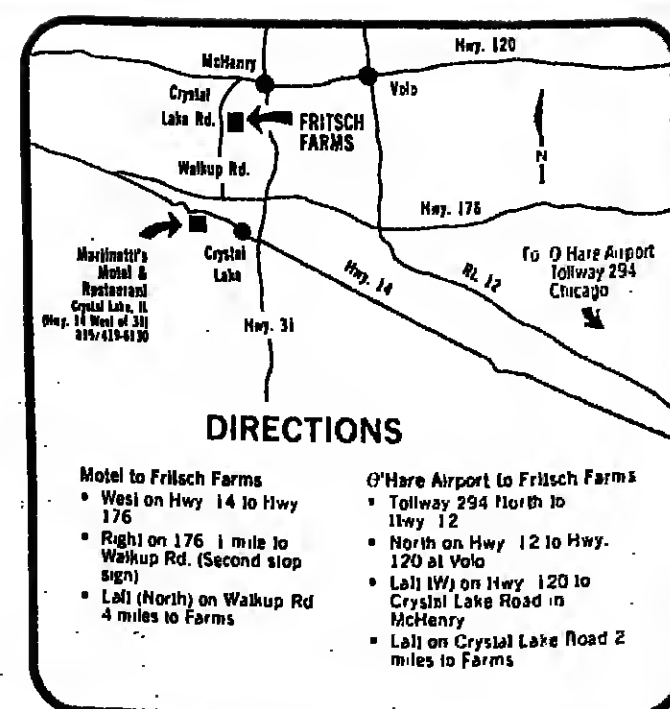 Hwy. 120
McHenry
Crystal
Lake Rd.
Volo
FRITSCH
FARMS
N
Walkup Rd.
Hwy. 176
Martinetti's
Motel &
Restaurant
Crystal Lake, IL
(Hwy. 14 West of 31)
Crystal
Lake
Hwy. 14
Rt. 12
To O Hare Airport
Tollway 294
Chicago
Hwy. 31
DIRECTIONS
Motel to Fritsch Farms
• West on Hwy 14 to Hwy
176
• Right on 176 1 mile to
Walkup Rd. (Second stop
sign)
• Left (North) on Walkup Rd
4 miles to Farms
O'Hare Airport to Fritsch Farms
• Tollway 294 North to
Hwy 12
• North on Hwy 12 to Hwy.
120 at Volo
• Left (W) on Hwy 120 to
Crystal Lake Road in
McHenry
• Left on Crystal Lake Road 2
miles to Farms